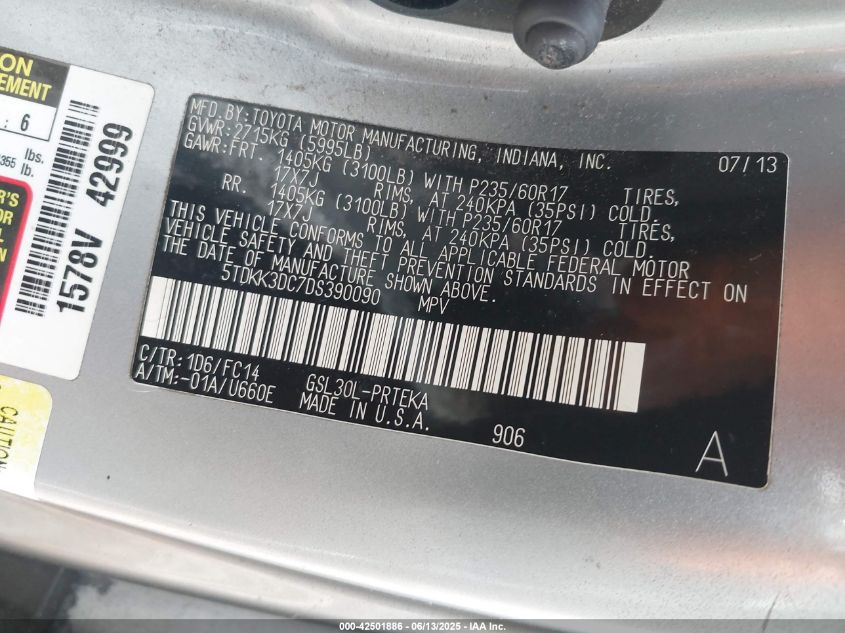 ON
EMENT
: 6
355 lbs.
lb.
R'S
OR
L
N
1578V 42999
CAUTION
MFD. BY: TOYOTA MOTOR MANUFACTURING, INDIANA, INC. 07/13
GVWR: 2715KG (5995LB)
GAWR: FRT. 1405KG (3100LB) WITH P235/60R17 TIRES,
17X7J RIMS, AT 240KPA (35PSI) COLD.
RR. 1405KG (3100LB) WITH P235/60R17 TIRES,
17X7J RIMS, AT 240KPA (35PSI) COLD.
THIS VEHICLE CONFORMS TO ALL APPLICABLE FEDERAL MOTOR
VEHICLE SAFETY AND THEFT PREVENTION STANDARDS IN EFFECT ON
THE DATE OF MANUFACTURE SHOWN ABOVE.
5TDKK3DC7DS390090 MPV
C/TR: 1D6/FC14 GSL30L-PRTEKA
A/TM:-01A/U660E MADE IN U.S.A.
906
A
000-42501886 - 06/13/2025 - IAA Inc.